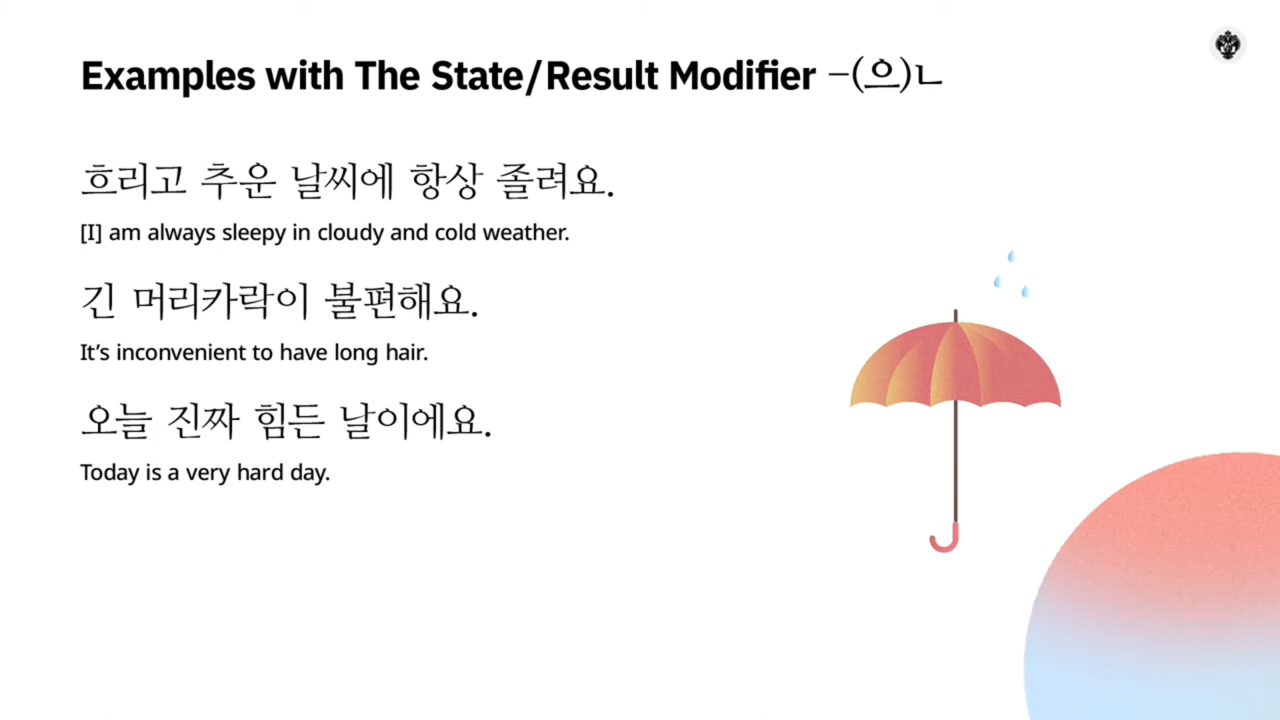 Examples with The State/Result Modifier –(으)ㄴ
흐리고 추운 날씨에 항상 졸려요.
[I] am always sleepy in cloudy and cold weather.
긴 머리카락이 불편해요.
It’s inconvenient to have long hair.
오늘 진짜 힘든 날이에요.
Today is a very hard day.